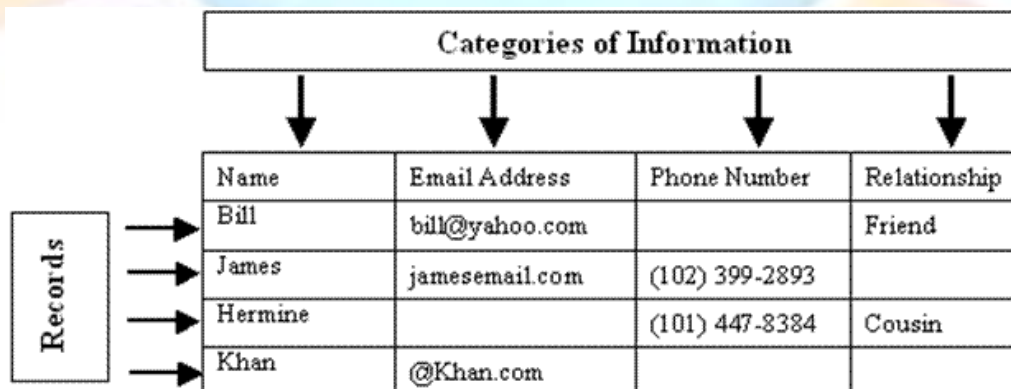 Categories of Information
Name Email Address Phone Number Relationship
Records
Bill bill@yahoo.com Friend
James jamesemail.com (102) 399-2893
Hermine (101) 447-8384 Cousin
Khan @Khan.com